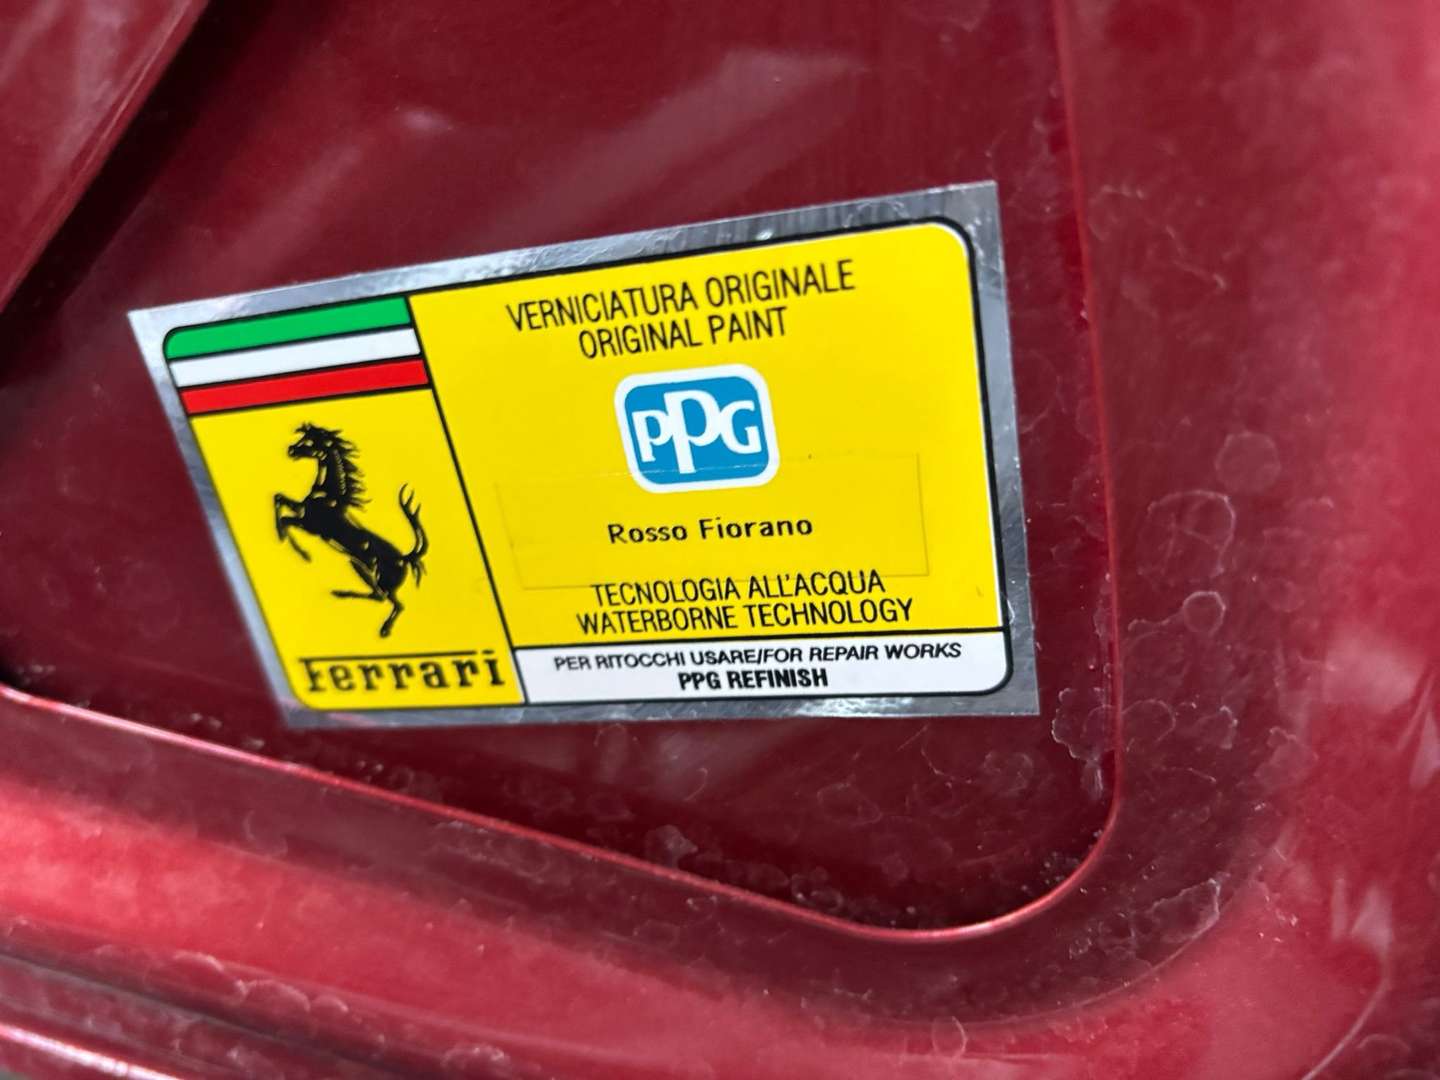 VERNICIATURA ORIGINALE
ORIGINAL PAINT
PPG
Rosso Fiorano
TECNOLOGIA ALL'ACQUA
WATERBORNE TECHNOLOGY
Ferrari
PER RITOCCHI USARE/FOR REPAIR WORKS
PPG REFINISH